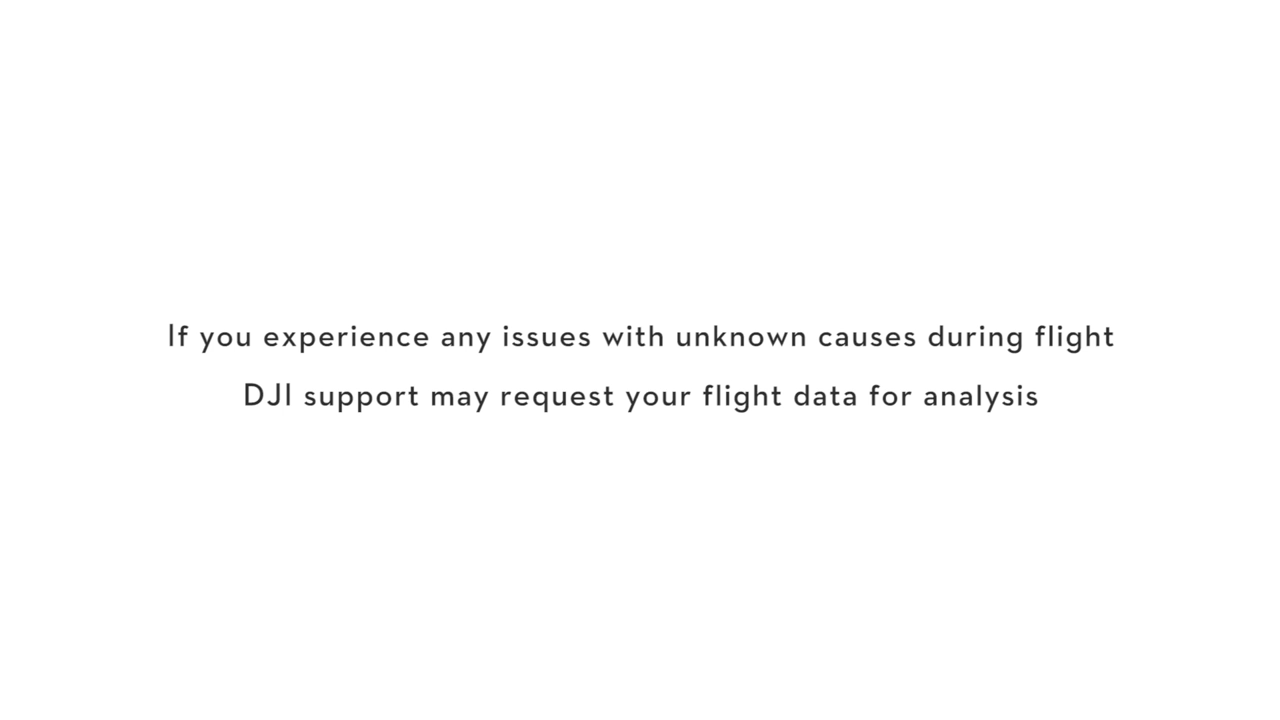 If you experience any issues with unknown causes during flight
DJI support may request your flight data for analysis